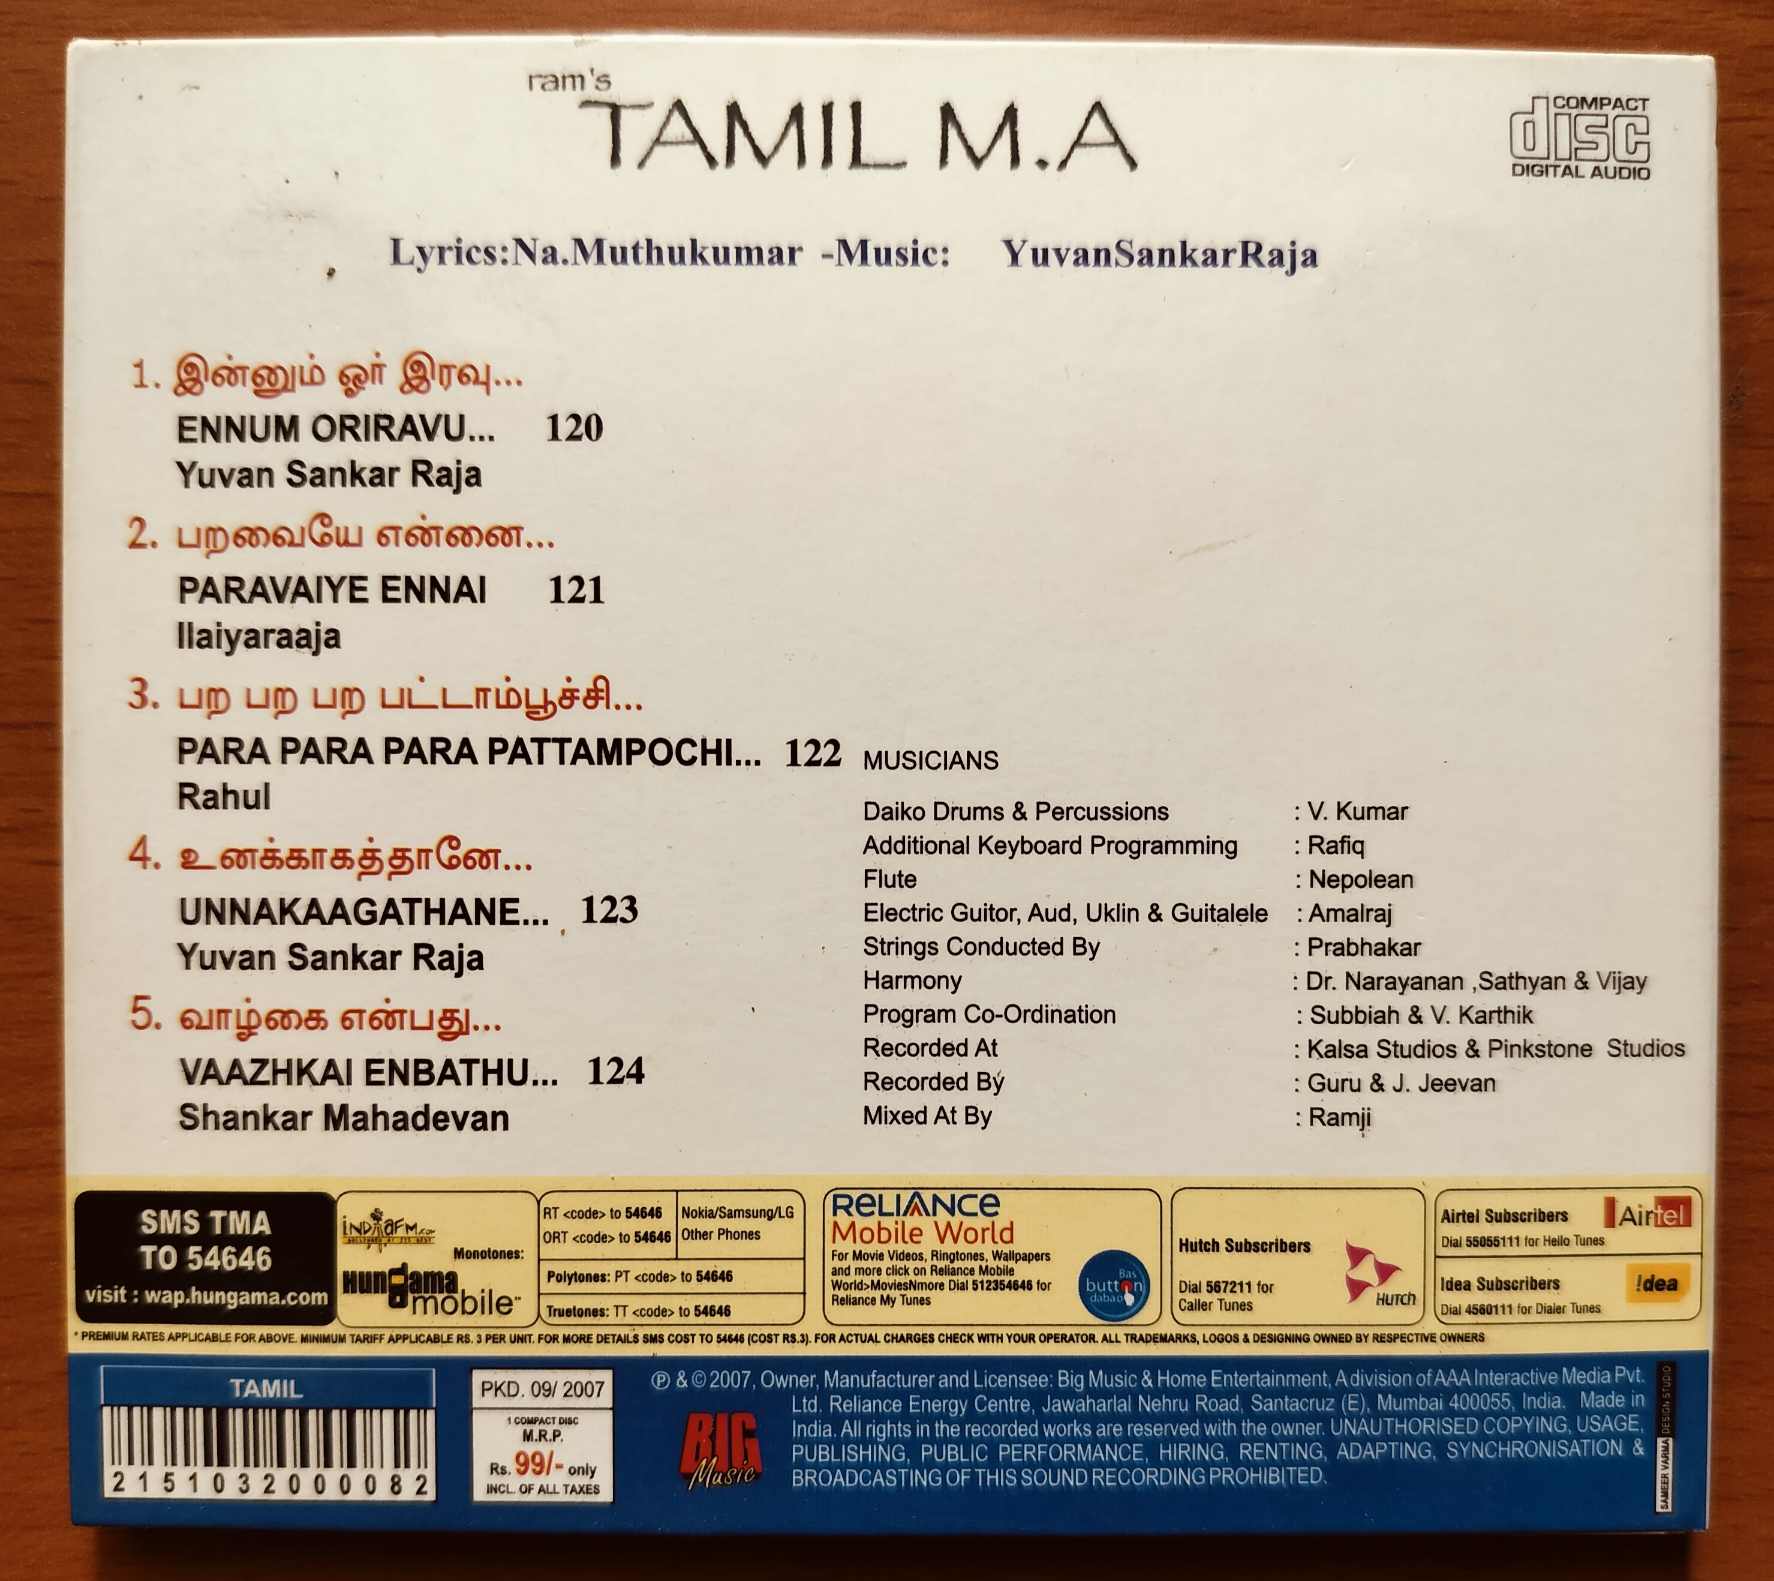 ram's
TAMIL M.A
COMPACT
disc
DIGITAL AUDIO
Lyrics:Na.Muthukumar -Music: YuvanSankarRaja
1. இன்னும் ஓர் இரவு...
ENNUM ORIRAVU... 120
Yuvan Sankar Raja
2. பறவையே என்னை...
PARAVAIYE ENNAI 121
Ilaiyaraaja
3. பற பற பற பட்டாம்பூச்சி...
PARA PARA PARA PATTAMPOCHI... 122
Rahul
4. உனக்காகத்தானே...
UNNAKAAGATHANE... 123
Yuvan Sankar Raja
5. வாழ்கை என்பது...
VAAZHKAI ENBATHU... 124
Shankar Mahadevan
MUSICIANS
Daiko Drums & Percussions : V. Kumar
Additional Keyboard Programming : Rafiq
Flute : Nepolean
Electric Guitor, Aud, Uklin & Guitalele : Amalraj
Strings Conducted By : Prabhakar
Harmony : Dr. Narayanan ,Sathyan & Vijay
Program Co-Ordination : Subbiah & V. Karthik
Recorded At : Kalsa Studios & Pinkstone Studios
Recorded By : Guru & J. Jeevan
Mixed At By : Ramji
SMS TMA
TO 54646
visit : wap.hungama.com
INDIAFM.COM
Monotones:
Hungama
mobile
RT <code> to 54646 Nokia/Samsung/LG
ORT <code> to 54646 Other Phones
Polytones: PT <code> to 54646
Truetones: TT <code> to 54646
RELIANCE
Mobile World
For Movie Videos, Ringtones, Wallpapers
and more click on Reliance Mobile
World>MoviesNmore Dial 512354646 for
Reliance My Tunes
Bas
button
dabao
Hutch Subscribers
Dial 567211 for
Caller Tunes
HUTCH
Airtel Subscribers
Dial 55055111 for Hello Tunes
Airtel
Idea Subscribers
Dial 4560111 for Dialer Tunes
!dea
* PREMIUM RATES APPLICABLE FOR ABOVE. MINIMUM TARIFF APPLICABLE RS. 3 PER UNIT. FOR MORE DETAILS SMS COST TO 54646 (COST RS.3). FOR ACTUAL CHARGES CHECK WITH YOUR OPERATOR. ALL TRADEMARKS, LOGOS & DESIGNING OWNED BY RESPECTIVE OWNERS
TAMIL
2151032000082
PKD. 09/ 2007
1 COMPACT DISC
M.R.P.
Rs. 99/- only
INCL. OF ALL TAXES
BIG
Music
℗ & © 2007, Owner, Manufacturer and Licensee: Big Music & Home Entertainment, A division of AAA Interactive Media Pvt.
Ltd. Reliance Energy Centre, Jawaharlal Nehru Road, Santacruz (E), Mumbai 400055, India. Made in
India. All rights in the recorded works are reserved with the owner. UNAUTHORISED COPYING, USAGE,
PUBLISHING, PUBLIC PERFORMANCE, HIRING, RENTING, ADAPTING, SYNCHRONISATION &
BROADCASTING OF THIS SOUND RECORDING PROHIBITED.
SAMEER VARMA DESIGN STUDIO